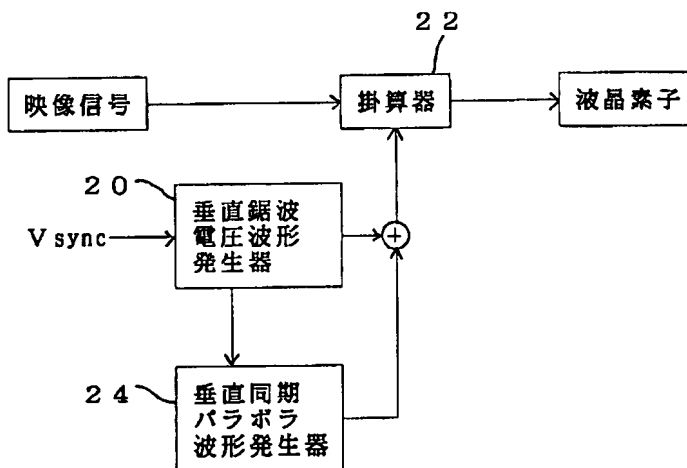 ２２
映像信号
掛算器
液晶素子
２０
垂直鋸波
電圧波形
発生器
Vsync
+
２４
垂直同期
パラボラ
波形発生器